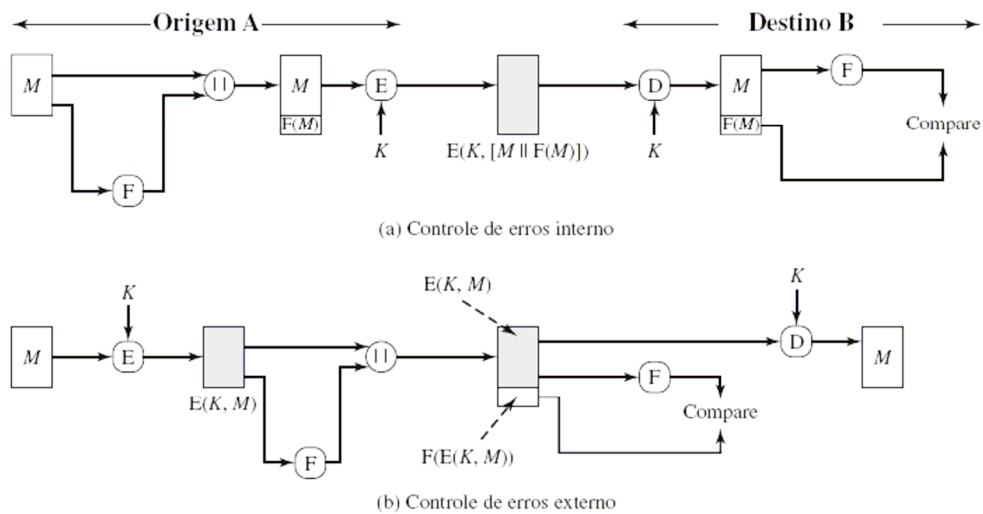 Origem A
Destino B
M
||
M
F(M)
E
K
E(K, [M || F(M)])
D
K
M
F(M)
F
Compare
F
(a) Controle de erros interno
E(K, M)
K
K
M
E
E(K, M)
||
F
D
M
F
Compare
F(E(K, M))
(b) Controle de erros externo